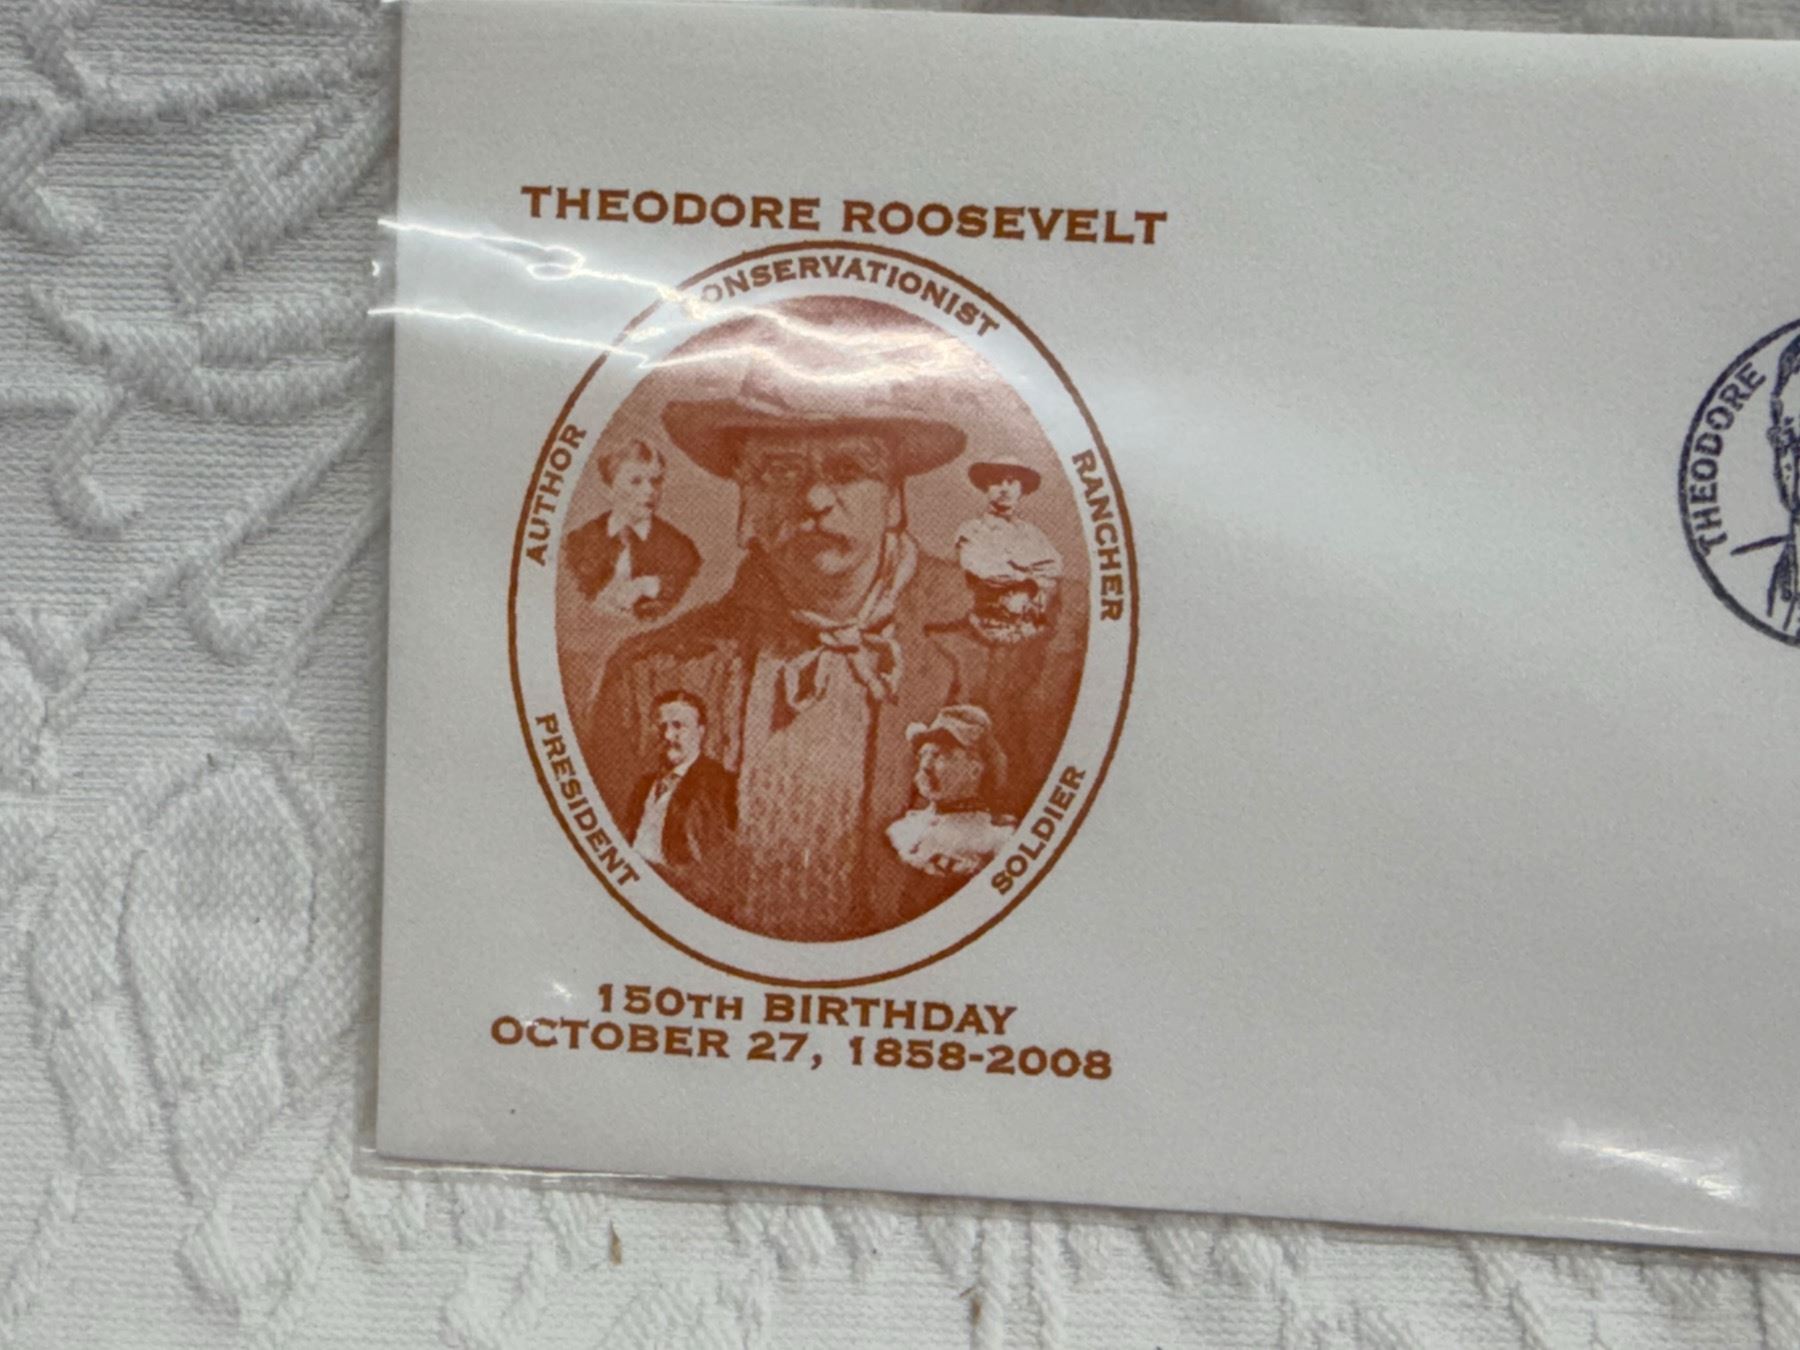 THEODORE ROOSEVELT
CONSERVATIONIST
AUTHOR
RANCHER
PRESIDENT
SOLDIER
150TH BIRTHDAY
OCTOBER 27, 1858-2008
THEODORE